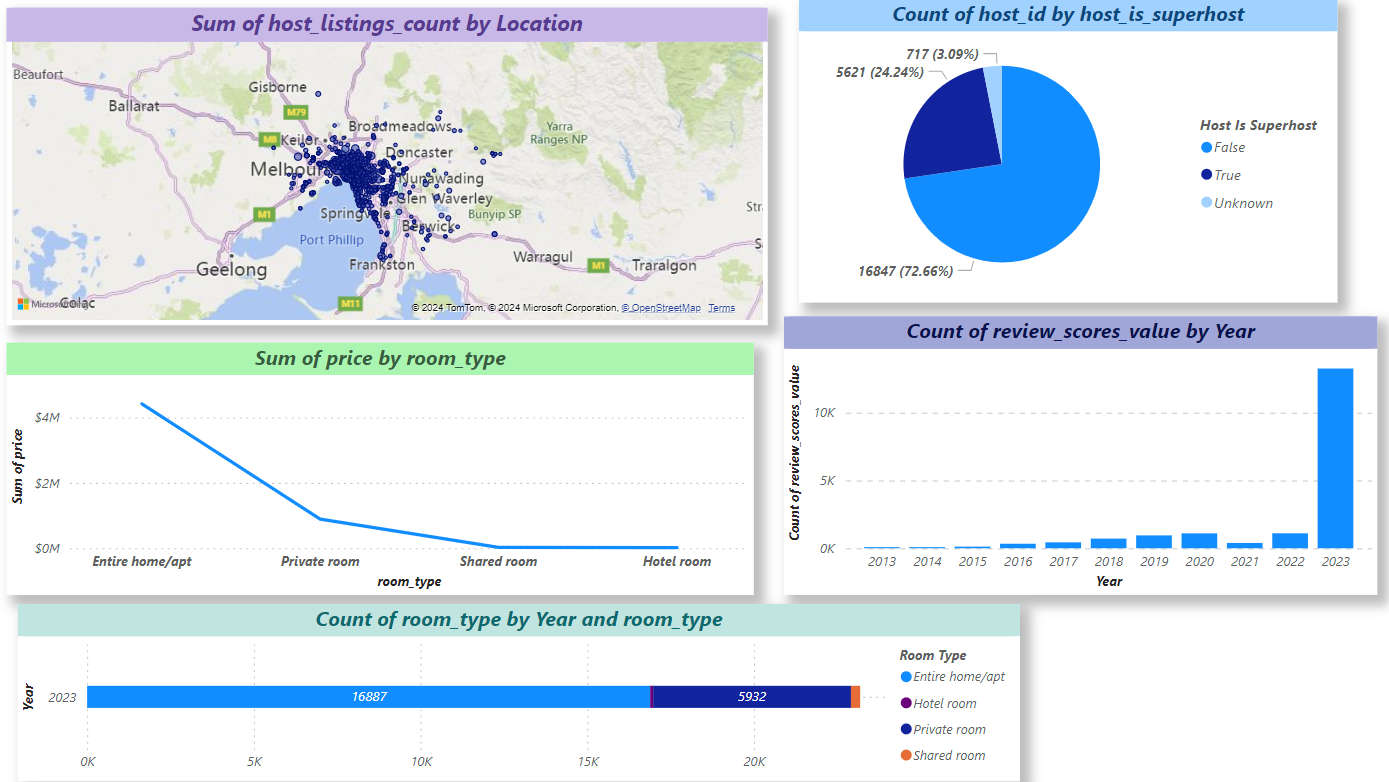 Sum of host_listings_count by Location
Beaufort
Ballarat
Gisborne
M79
M8
Keilor
Broadmeadows
Doncaster
Yarra
Ranges NP
Nunawading
Glen Waverley
M1
Bunyip SP
Berwick
Port Phillip
Geelong
Frankston
Warragul
M1
Traralgon
Colac
M11
Microsoft
© 2024 TomTom, © 2024 Microsoft Corporation, © OpenStreetMap Terms
Count of host_id by host_is_superhost
717 (3.09%)
5621 (24.24%)
16847 (72.66%)
Host Is Superhost
False
True
Unknown
Sum of price by room_type
Sum of price
$4M
$2M
$0M
Entire home/apt Private room Shared room Hotel room
room_type
Count of review_scores_value by Year
Count of review_scores_value
10K
5K
0K
2013 2014 2015 2016 2017 2018 2019 2020 2021 2022 2023
Year
Count of room_type by Year and room_type
Year
2023
16887 5932
0K 5K 10K 15K 20K
Room Type
Entire home/apt
Hotel room
Private room
Shared room